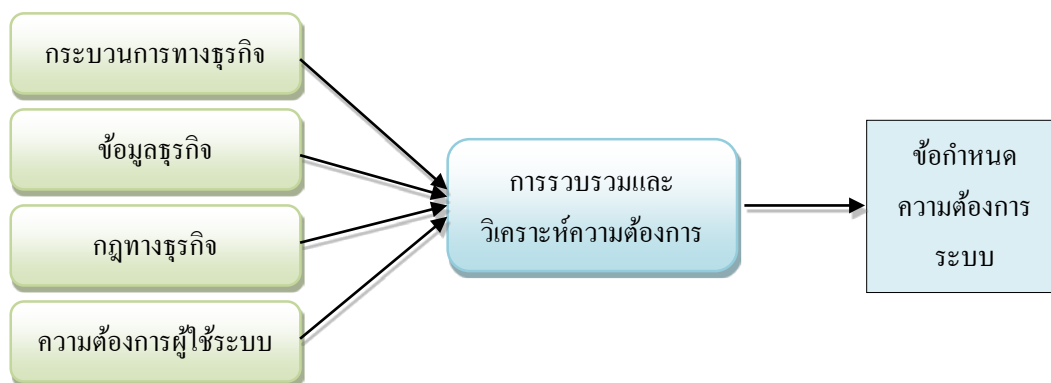 กระบวนการทางธุรกิจ
ข้อมูลธุรกิจ
กฎทางธุรกิจ
ความต้องการผู้ใช้ระบบ
การรวบรวมและ
วิเคราะห์ความต้องการ
ข้อกำหนด
ความต้องการ
ระบบ